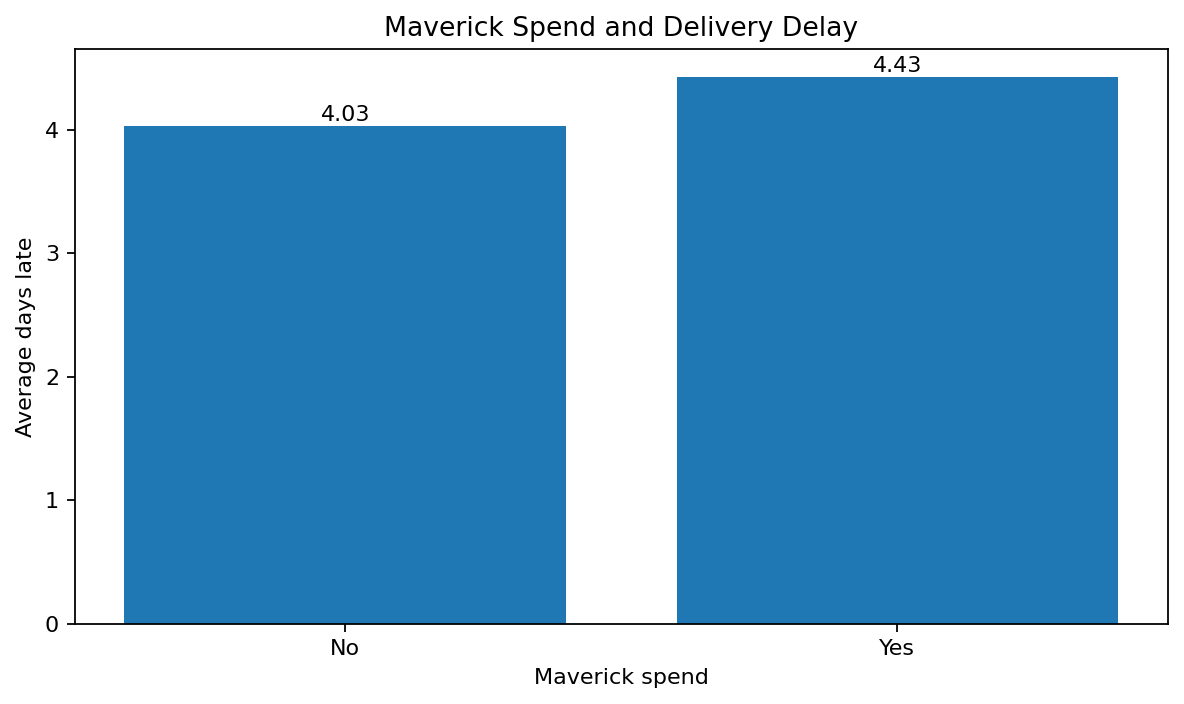 Maverick Spend and Delivery Delay
4.03
4.43
Average days late
4
3
2
1
0
No
Yes
Maverick spend